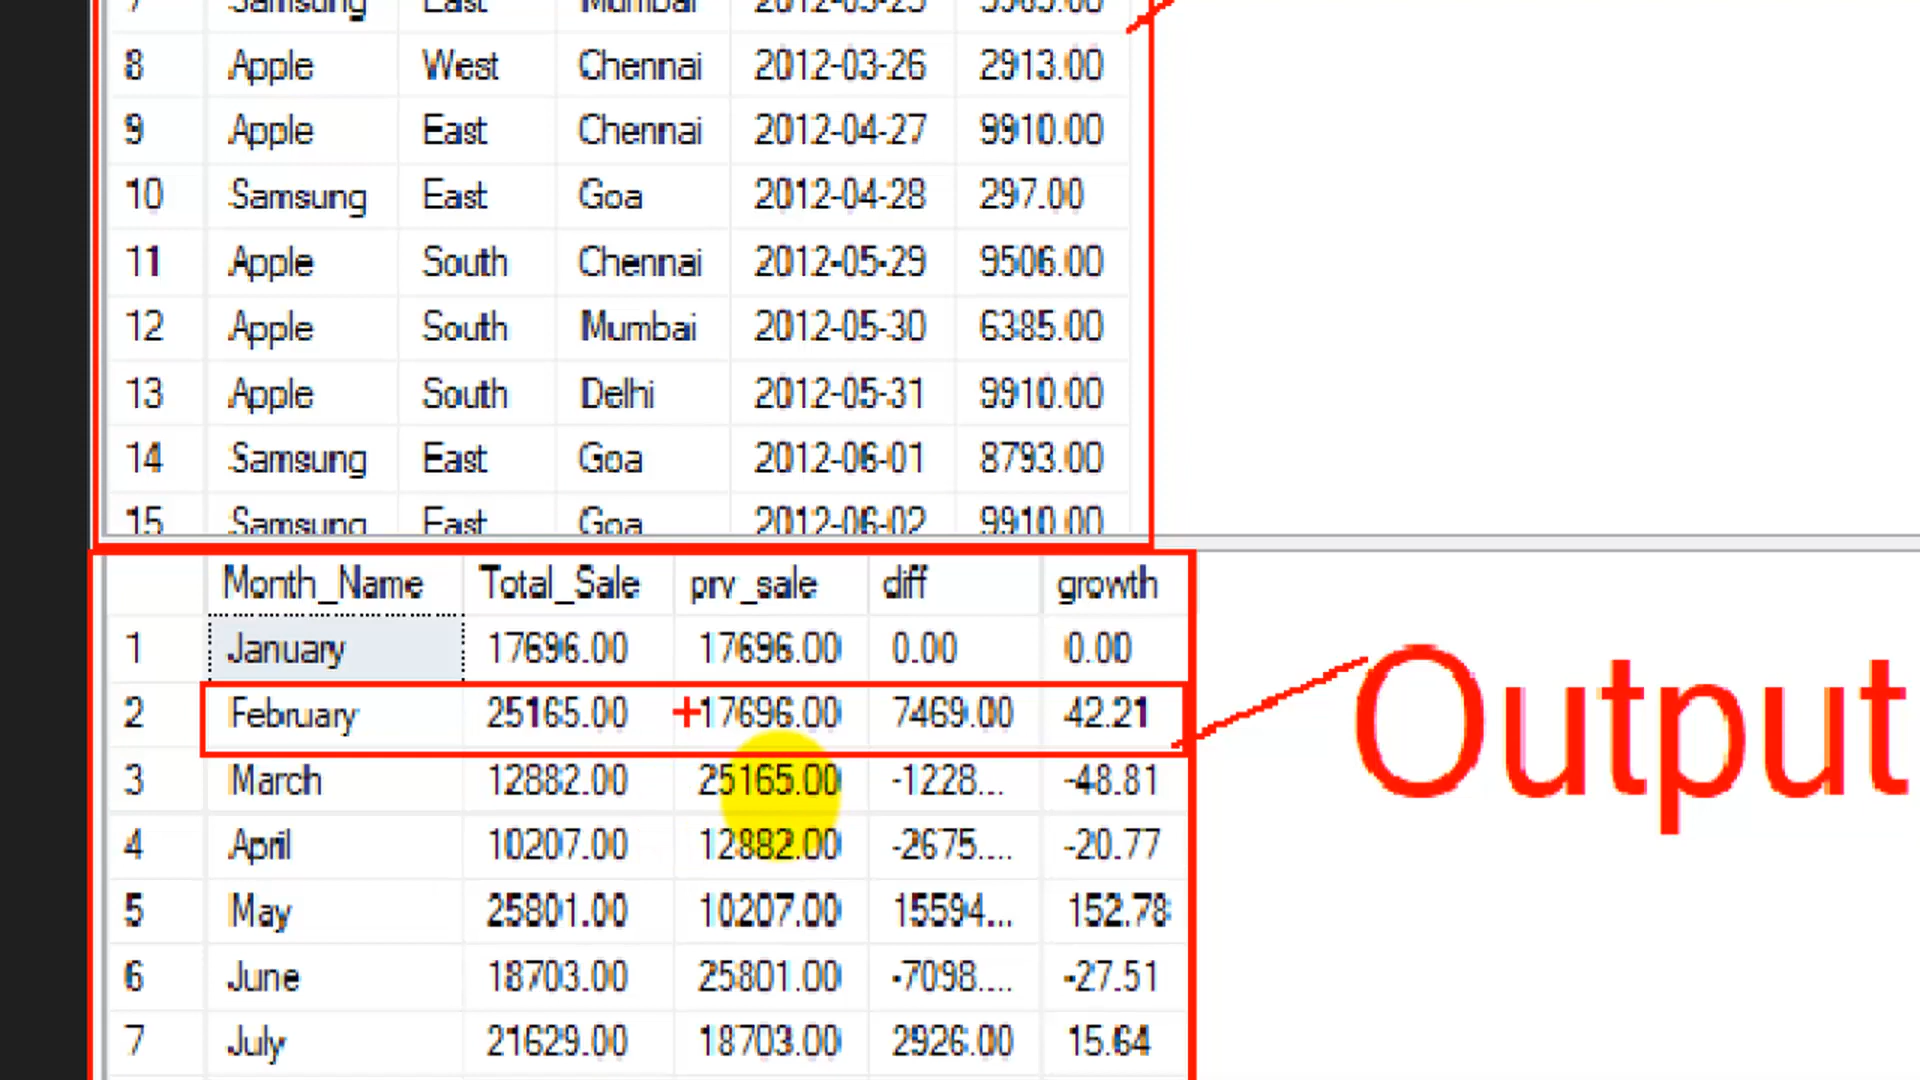 7 Samsung East Mumbai
8 Apple West Chennai 2012-03-26 2913.00
9 Apple East Chennai 2012-04-27 9910.00
10 Samsung East Goa 2012-04-28 297.00
11 Apple South Chennai 2012-05-29 9506.00
12 Apple South Mumbai 2012-05-30 6385.00
13 Apple South Delhi 2012-05-31 9910.00
14 Samsung East Goa 2012-06-01 8793.00
15 Samsung East Goa 2012-06-02 9910.00
Month_Name Total_Sale prv_sale diff growth
1 January 17696.00 17696.00 0.00 0.00
2 February 25165.00 +17696.00 7469.00 42.21
3 March 12882.00 25165.00 -1228... -48.81
4 April 10207.00 12882.00 -2675.... -20.77
5 May 25801.00 10207.00 15594... 152.78
6 June 18703.00 25801.00 -7098.... -27.51
7 July 21629.00 18703.00 2926.00 15.64
Output